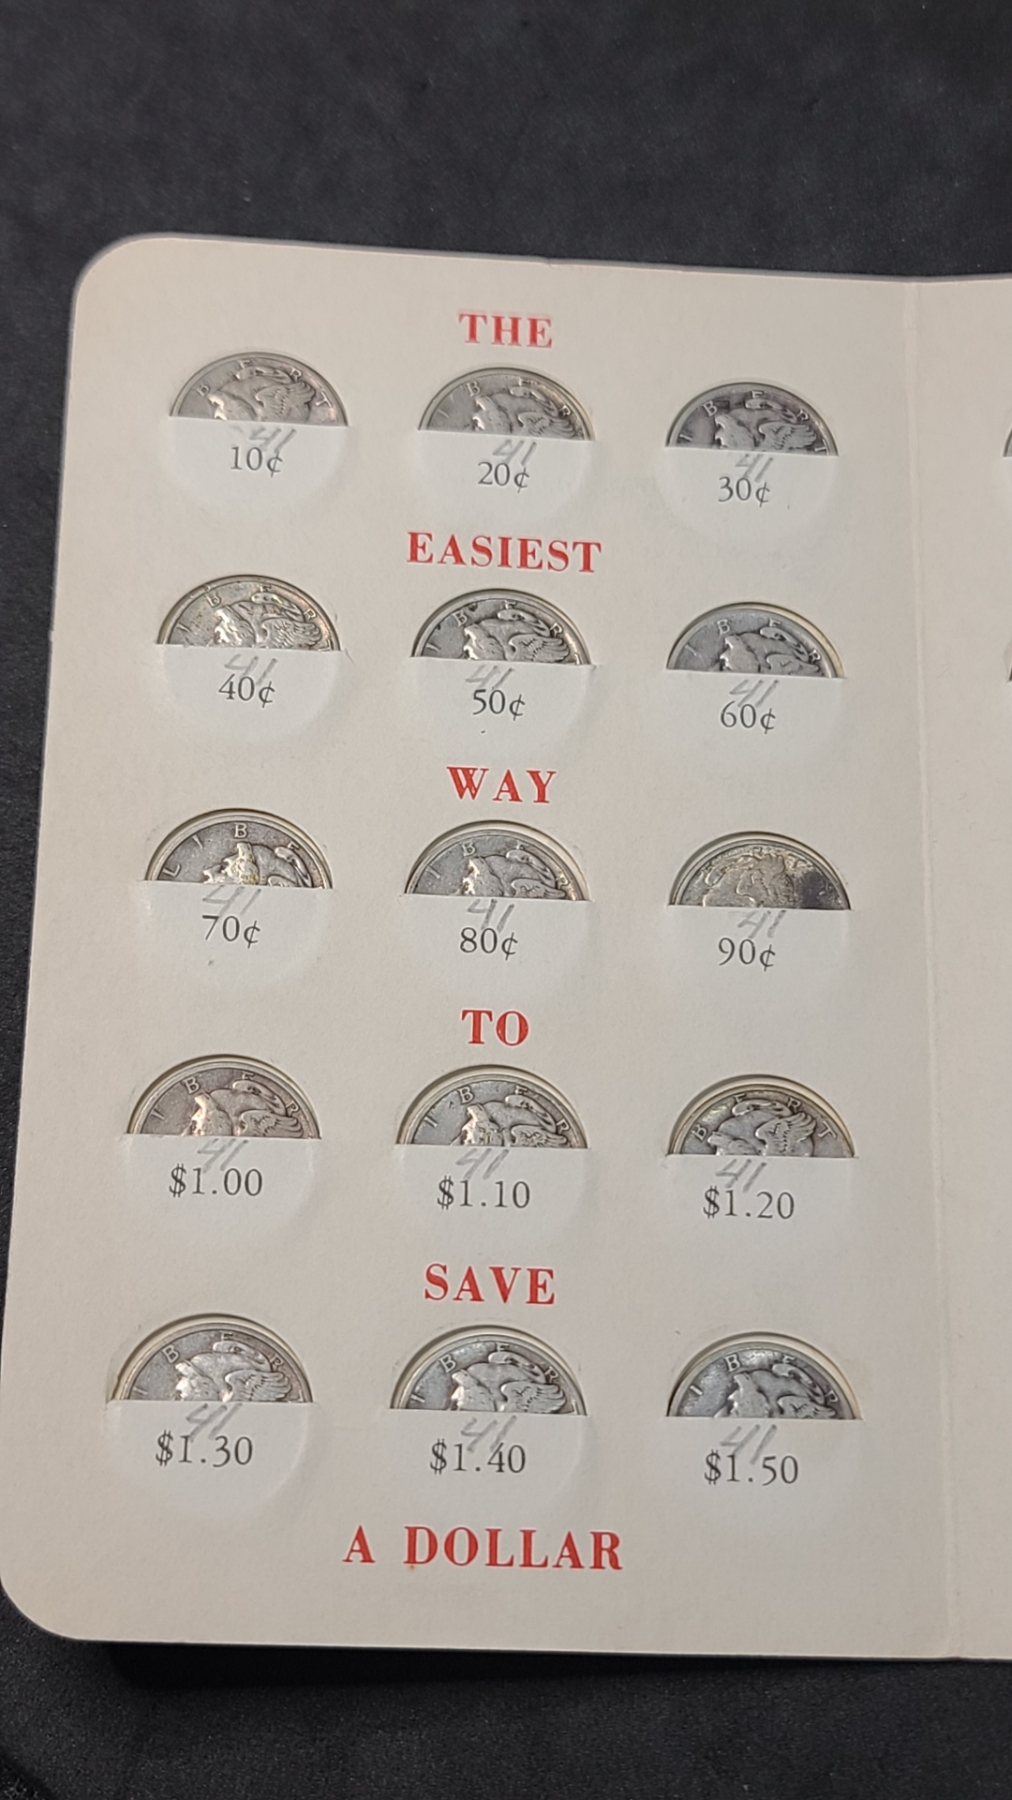 THE
B E R T
I B E R
I B E R T
41 41 41
10¢ 20¢ 30¢
EASIEST
I B E R
I B E R
I B E R
41 41 41
40¢ 50¢ 60¢
WAY
L I B E
I B E R
41 41 41
70¢ 80¢ 90¢
TO
I B E R
I B E R
B E R T
41 41 41
$1.00 $1.10 $1.20
SAVE
I B E R
I B E R
I B E R
41 41 41
$1.30 $1.40 $1.50
A DOLLAR